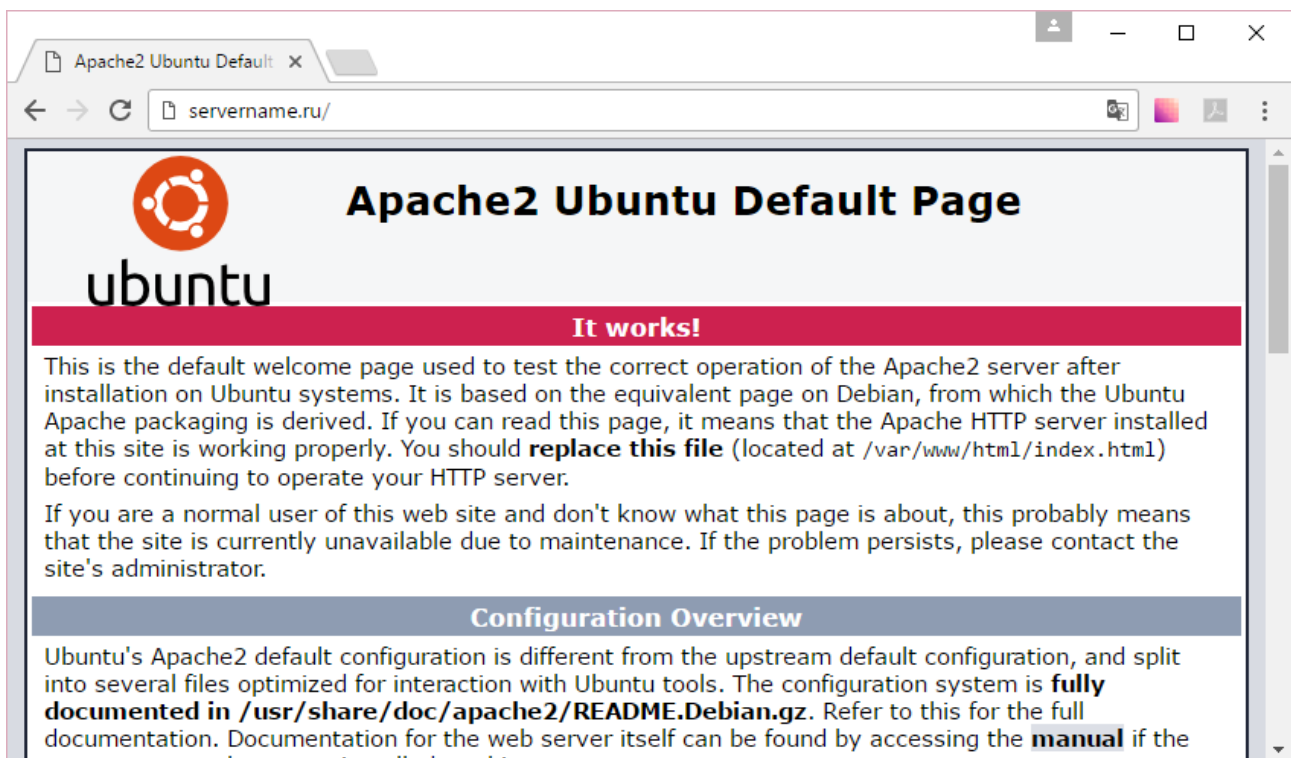 Apache2 Ubuntu Default
servername.ru/
ubuntu
Apache2 Ubuntu Default Page
It works!
This is the default welcome page used to test the correct operation of the Apache2 server after
installation on Ubuntu systems. It is based on the equivalent page on Debian, from which the Ubuntu
Apache packaging is derived. If you can read this page, it means that the Apache HTTP server installed
at this site is working properly. You should replace this file (located at /var/www/html/index.html)
before continuing to operate your HTTP server.
If you are a normal user of this web site and don't know what this page is about, this probably means
that the site is currently unavailable due to maintenance. If the problem persists, please contact the
site's administrator.
Configuration Overview
Ubuntu's Apache2 default configuration is different from the upstream default configuration, and split
into several files optimized for interaction with Ubuntu tools. The configuration system is fully
documented in /usr/share/doc/apache2/README.Debian.gz. Refer to this for the full
documentation. Documentation for the web server itself can be found by accessing the manual if the